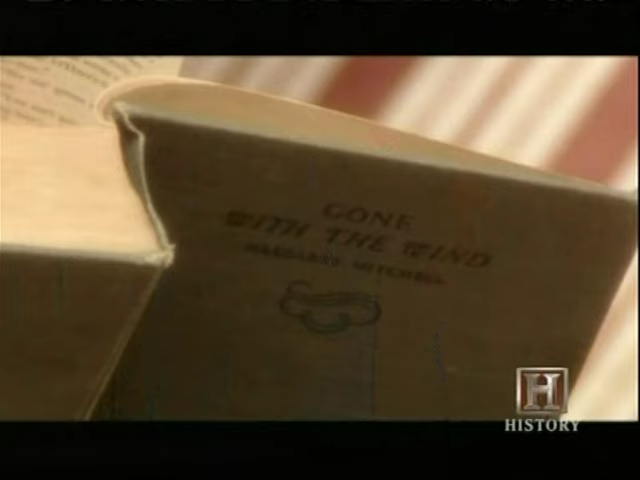 GONE
WITH THE WIND
MARGARET MITCHELL
H
HISTORY